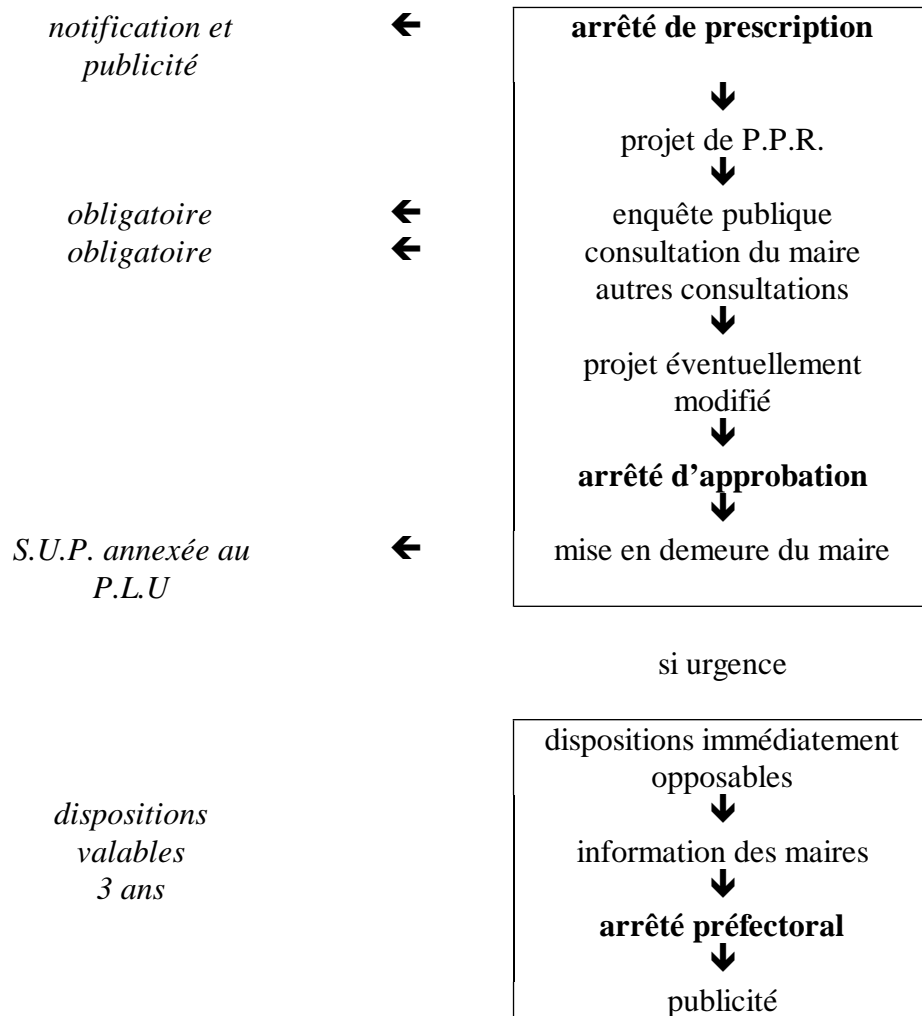 notification et 🡨 arrêté de prescription
publicité
🡫
projet de P.P.R.
🡫
obligatoire 🡨 enquête publique
obligatoire 🡨 consultation du maire
autres consultations
🡫
projet éventuellement
modifié
🡫
arrêté d’approbation
🡫
S.U.P. annexée au 🡨 mise en demeure du maire
P.L.U
si urgence
dispositions immédiatement
opposables
🡫
dispositions
valables information des maires
3 ans
🡫
arrêté préfectoral
🡫
publicité